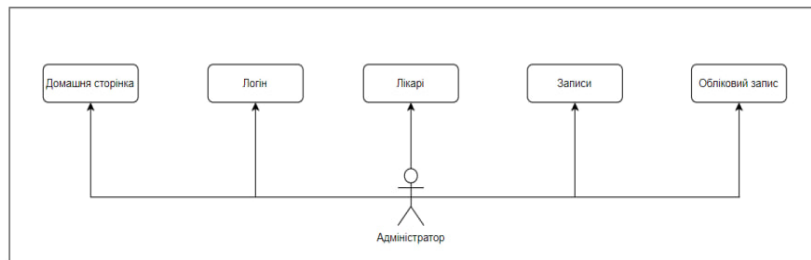 Домашня сторінка
Логін
Лікарі
Записи
Обліковий запис
Адміністратор